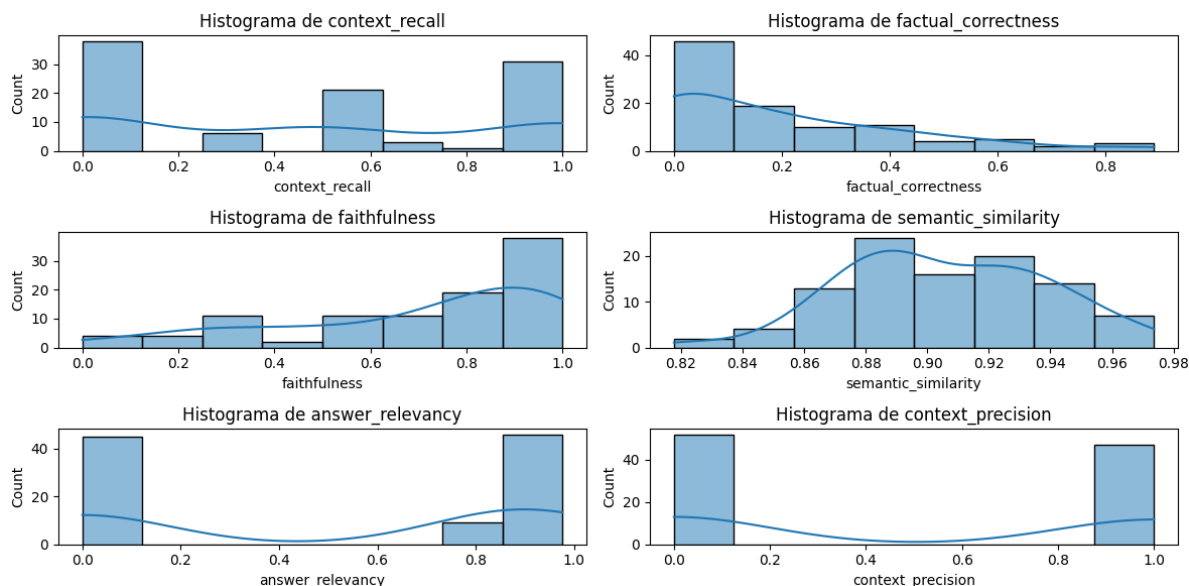 Histograma de context_recall
Count
30
20
10
0
0.0 0.2 0.4 0.6 0.8 1.0
context_recall
Histograma de factual_correctness
Count
40
20
0
0.0 0.2 0.4 0.6 0.8
factual_correctness
Histograma de faithfulness
Count
30
20
10
0
0.0 0.2 0.4 0.6 0.8 1.0
faithfulness
Histograma de semantic_similarity
Count
20
10
0
0.82 0.84 0.86 0.88 0.90 0.92 0.94 0.96 0.98
semantic_similarity
Histograma de answer_relevancy
Count
40
20
0
0.0 0.2 0.4 0.6 0.8 1.0
answer_relevancy
Histograma de context_precision
Count
40
20
0
0.0 0.2 0.4 0.6 0.8 1.0
context_precision